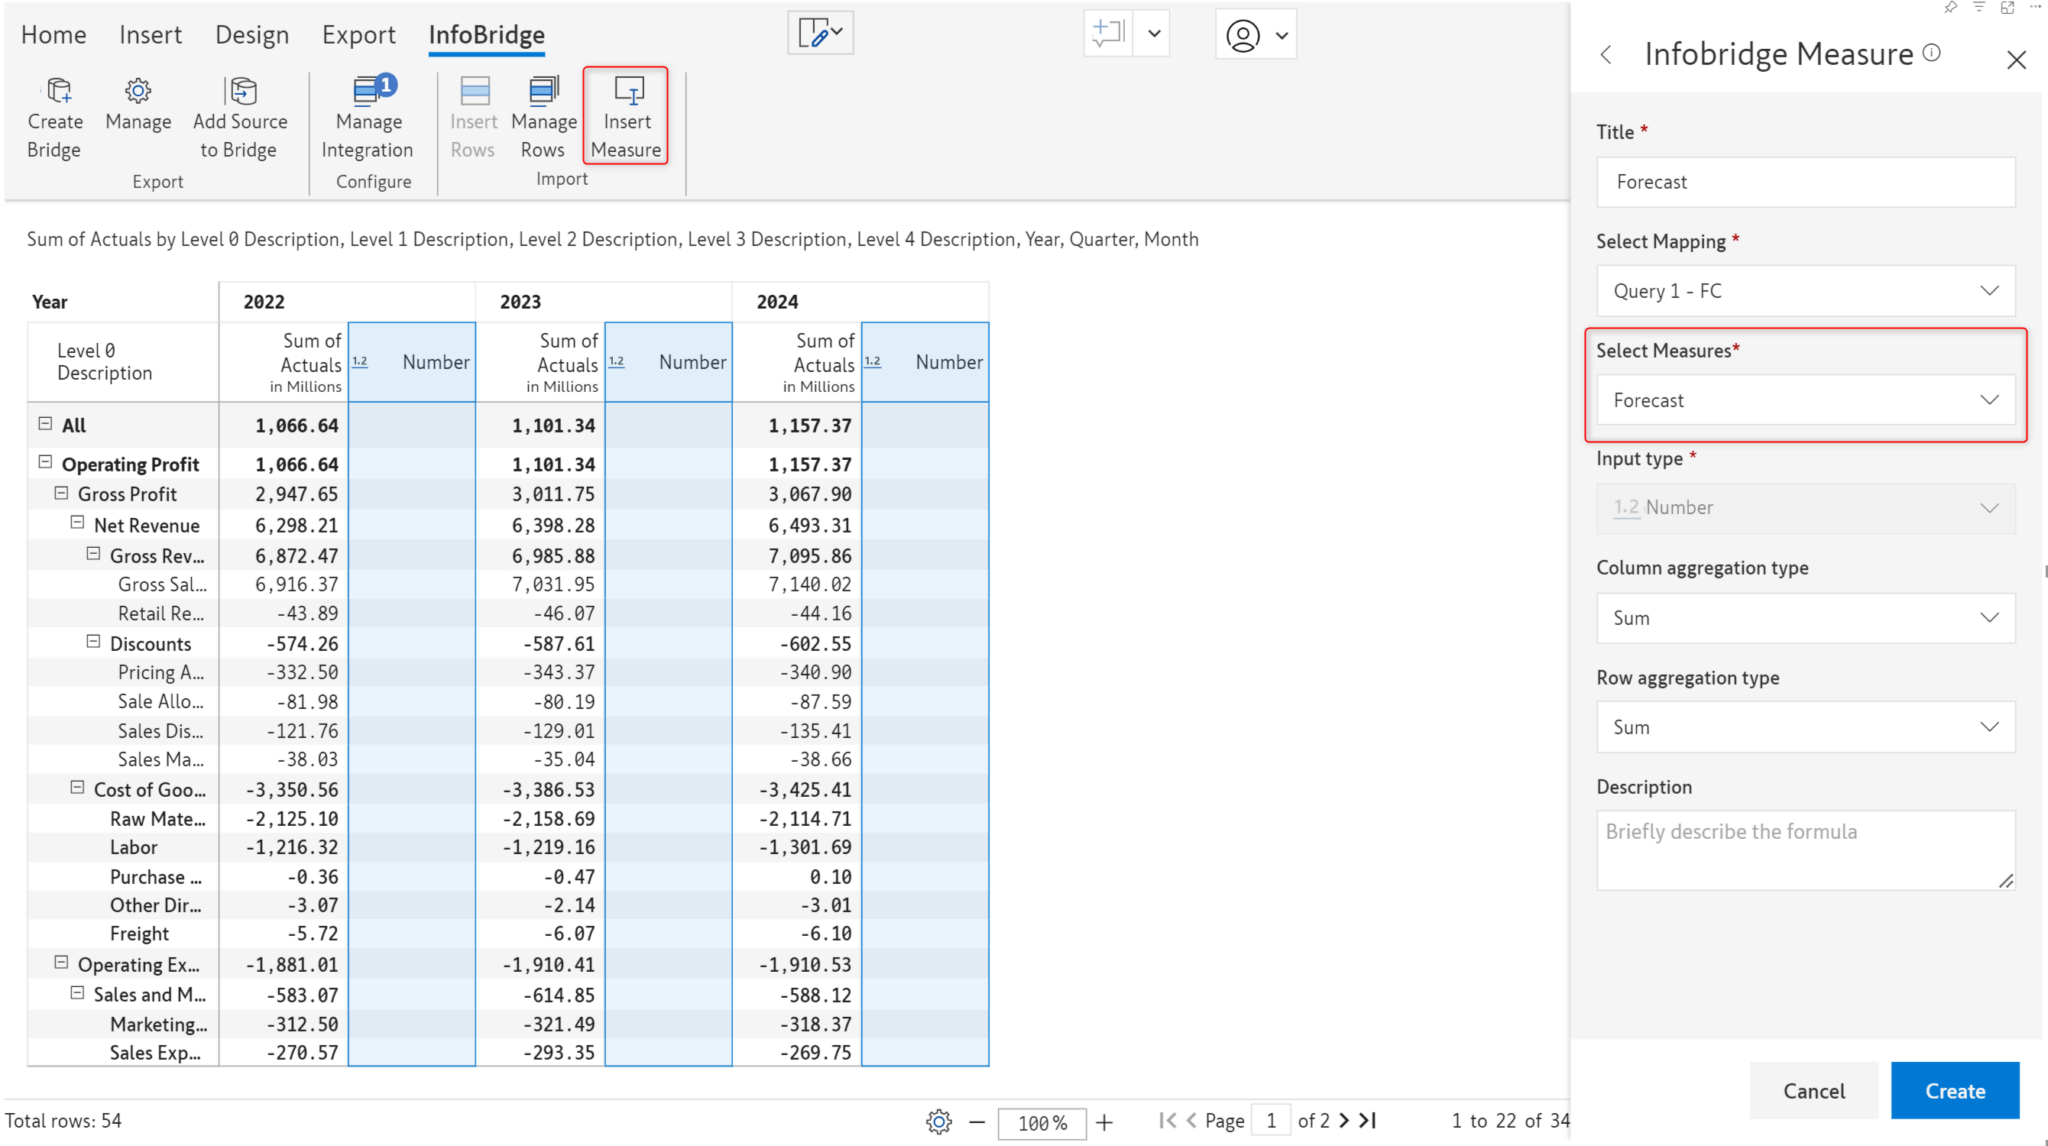 Home Insert Design Export InfoBridge
1
Create Bridge Manage Add Source to Bridge Manage Integration Insert Rows Manage Rows Insert Measure
Export Configure Import
Sum of Actuals by Level 0 Description, Level 1 Description, Level 2 Description, Level 3 Description, Level 4 Description, Year, Quarter, Month
Year 2022 2023 2024
Level 0 Description Sum of Actuals in Millions 1.2 Number Sum of Actuals in Millions 1.2 Number Sum of Actuals in Millions 1.2 Number
All 1,066.64 1,101.34 1,157.37
Operating Profit 1,066.64 1,101.34 1,157.37
Gross Profit 2,947.65 3,011.75 3,067.90
Net Revenue 6,298.21 6,398.28 6,493.31
Gross Rev... 6,872.47 6,985.88 7,095.86
Gross Sal... 6,916.37 7,031.95 7,140.02
Retail Re... -43.89 -46.07 -44.16
Discounts -574.26 -587.61 -602.55
Pricing A... -332.50 -343.37 -340.90
Sale Allo... -81.98 -80.19 -87.59
Sales Dis... -121.76 -129.01 -135.41
Sales Ma... -38.03 -35.04 -38.66
Cost of Goo... -3,350.56 -3,386.53 -3,425.41
Raw Mate... -2,125.10 -2,158.69 -2,114.71
Labor -1,216.32 -1,219.16 -1,301.69
Purchase ... -0.36 -0.47 0.10
Other Dir... -3.07 -2.14 -3.01
Freight -5.72 -6.07 -6.10
Operating Ex... -1,881.01 -1,910.41 -1,910.53
Sales and M... -583.07 -614.85 -588.12
Marketing... -312.50 -321.49 -318.37
Sales Exp... -270.57 -293.35 -269.75
Total rows: 54 100% Page 1 of 2 1 to 22 of 34
Infobridge Measure
Title *
Forecast
Select Mapping *
Query 1 - FC
Select Measures*
Forecast
Input type *
1.2 Number
Column aggregation type
Sum
Row aggregation type
Sum
Description
Briefly describe the formula
Cancel Create